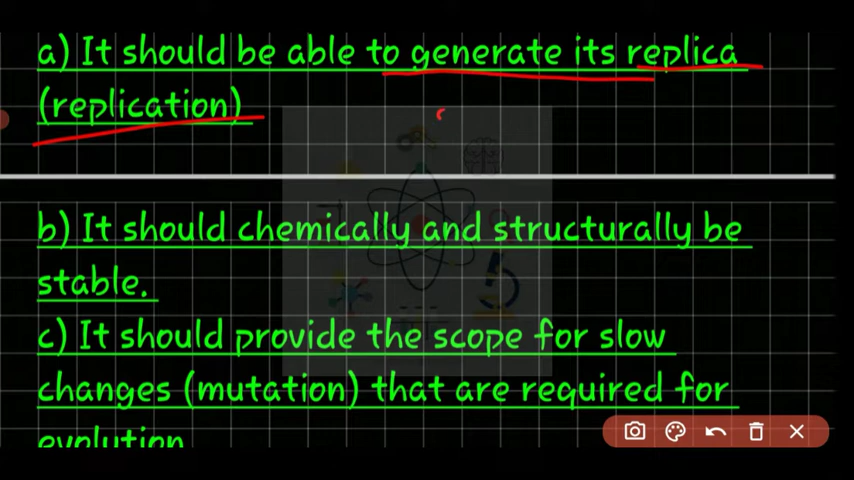 a) It should be able to generate its replica
(replication)
b) It should chemically and structurally be
stable.
c) It should provide the scope for slow
changes (mutation) that are required for
evolution